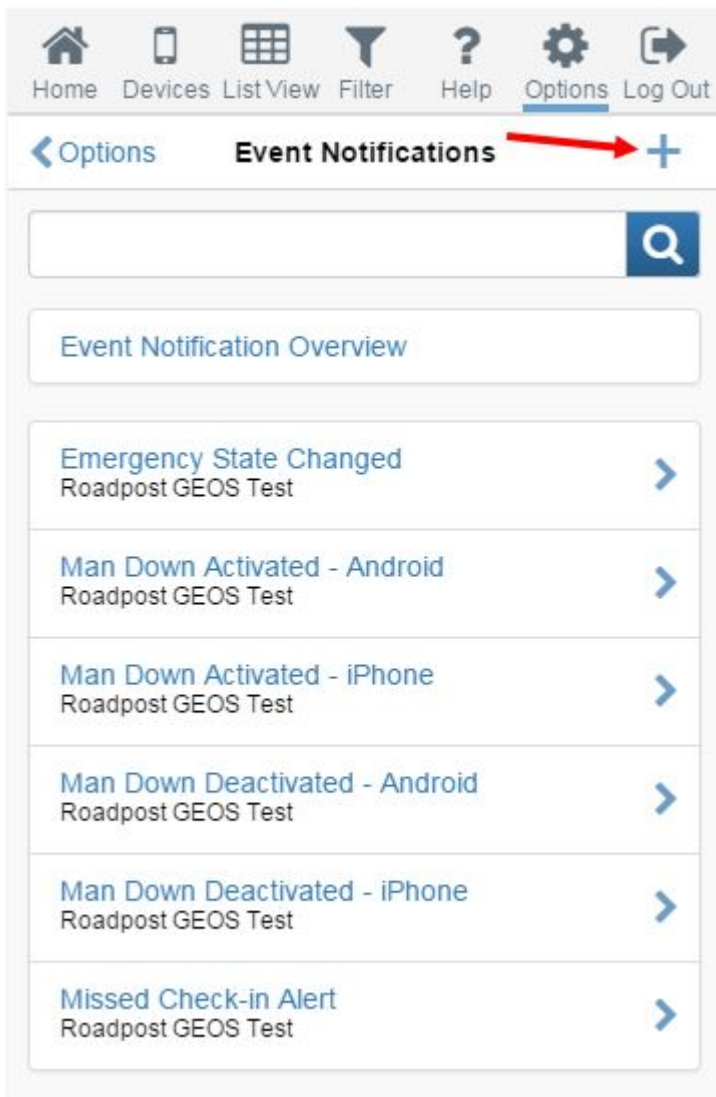 Home Devices List View Filter Help Options Log Out
Options Event Notifications
Event Notification Overview
Emergency State Changed
Roadpost GEOS Test
Man Down Activated - Android
Roadpost GEOS Test
Man Down Activated - iPhone
Roadpost GEOS Test
Man Down Deactivated - Android
Roadpost GEOS Test
Man Down Deactivated - iPhone
Roadpost GEOS Test
Missed Check-in Alert
Roadpost GEOS Test